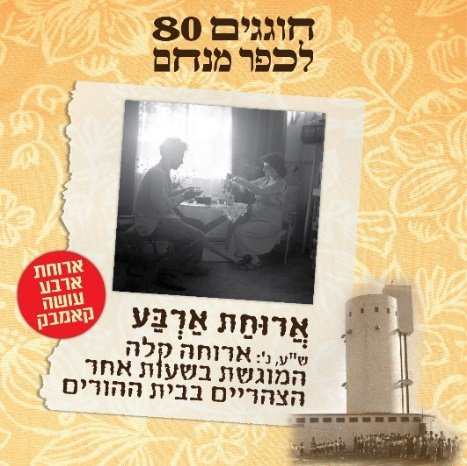 חוגגים 80
לכפר מנחם
ארוחת
ארבע
עושה
קאמבק
אֲרוּחַת אַרְבַּע
ש"ע, נ': ארוחה קלה
המוגשת בשעות אחר
הצהריים בבית ההורים